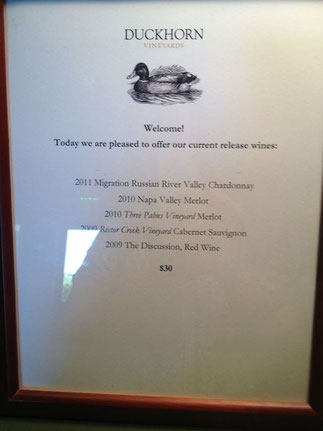 DUCKHORN
VINEYARDS
Welcome!
Today we are pleased to offer our current release wines:
2011 Migration Russian River Valley Chardonnay
2010 Napa Valley Merlot
2010 Three Palms Vineyard Merlot
2009 Rector Creek Vineyard Cabernet Sauvignon
2009 The Discussion, Red Wine
$30